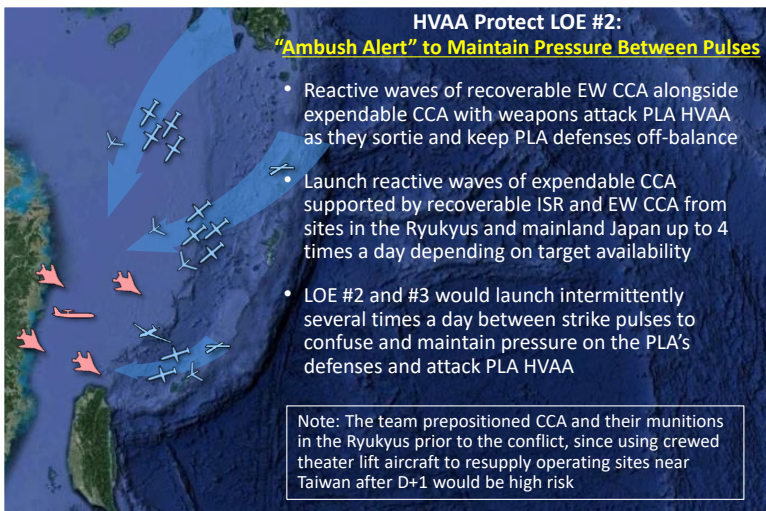 HVAA Protect LOE #2:
“Ambush Alert” to Maintain Pressure Between Pulses
• Reactive waves of recoverable EW CCA alongside
expendable CCA with weapons attack PLA HVAA
as they sortie and keep PLA defenses off-balance
• Launch reactive waves of expendable CCA
supported by recoverable ISR and EW CCA from
sites in the Ryukyus and mainland Japan up to 4
times a day depending on target availability
• LOE #2 and #3 would launch intermittently
several times a day between strike pulses to
confuse and maintain pressure on the PLA’s
defenses and attack PLA HVAA
Note: The team prepositioned CCA and their munitions
in the Ryukyus prior to the conflict, since using crewed
theater lift aircraft to resupply operating sites near
Taiwan after D+1 would be high risk